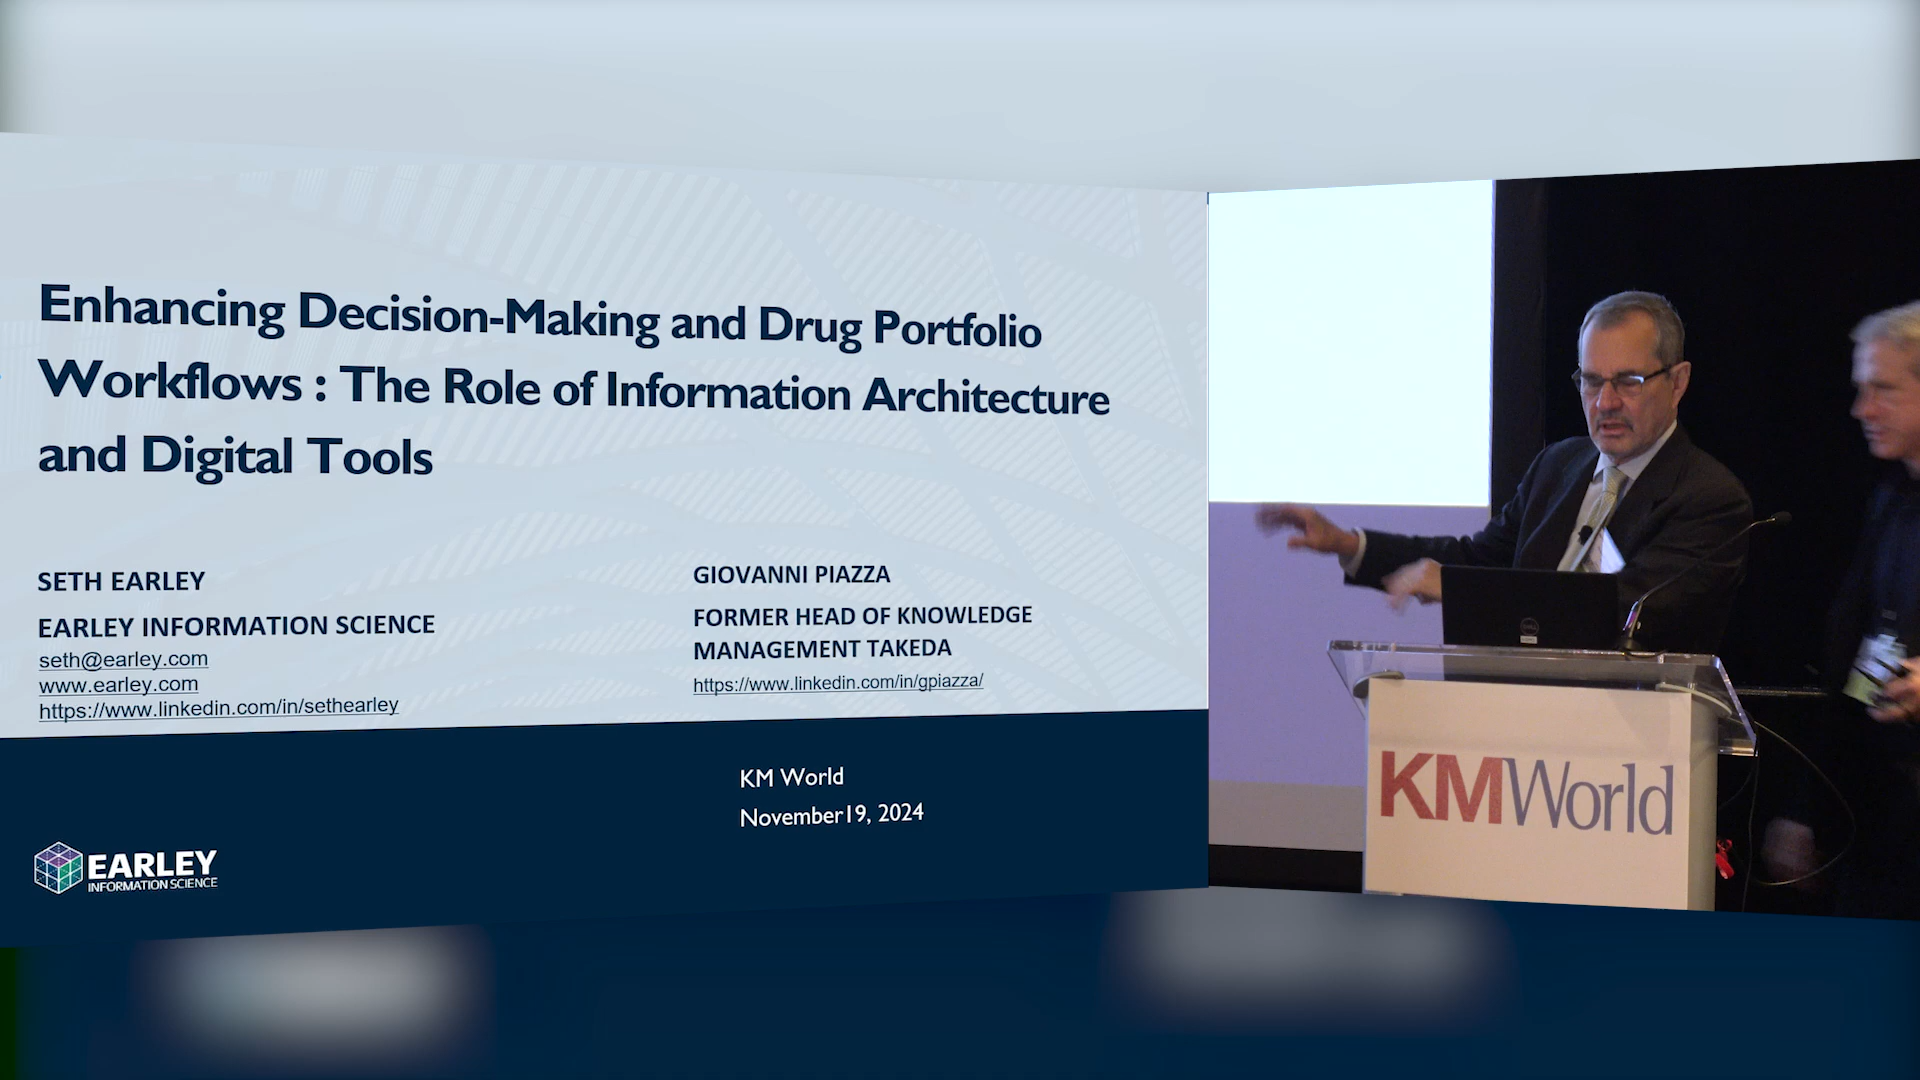 Enhancing Decision-Making and Drug Portfolio
Workflows : The Role of Information Architecture
and Digital Tools
SETH EARLEY
EARLEY INFORMATION SCIENCE
seth@earley.com
www.earley.com
https://www.linkedin.com/in/sethearley
GIOVANNI PIAZZA
FORMER HEAD OF KNOWLEDGE
MANAGEMENT TAKEDA
https://www.linkedin.com/in/gpiazza/
KM World
November19, 2024
EARLEY
INFORMATION SCIENCE
KMWorld